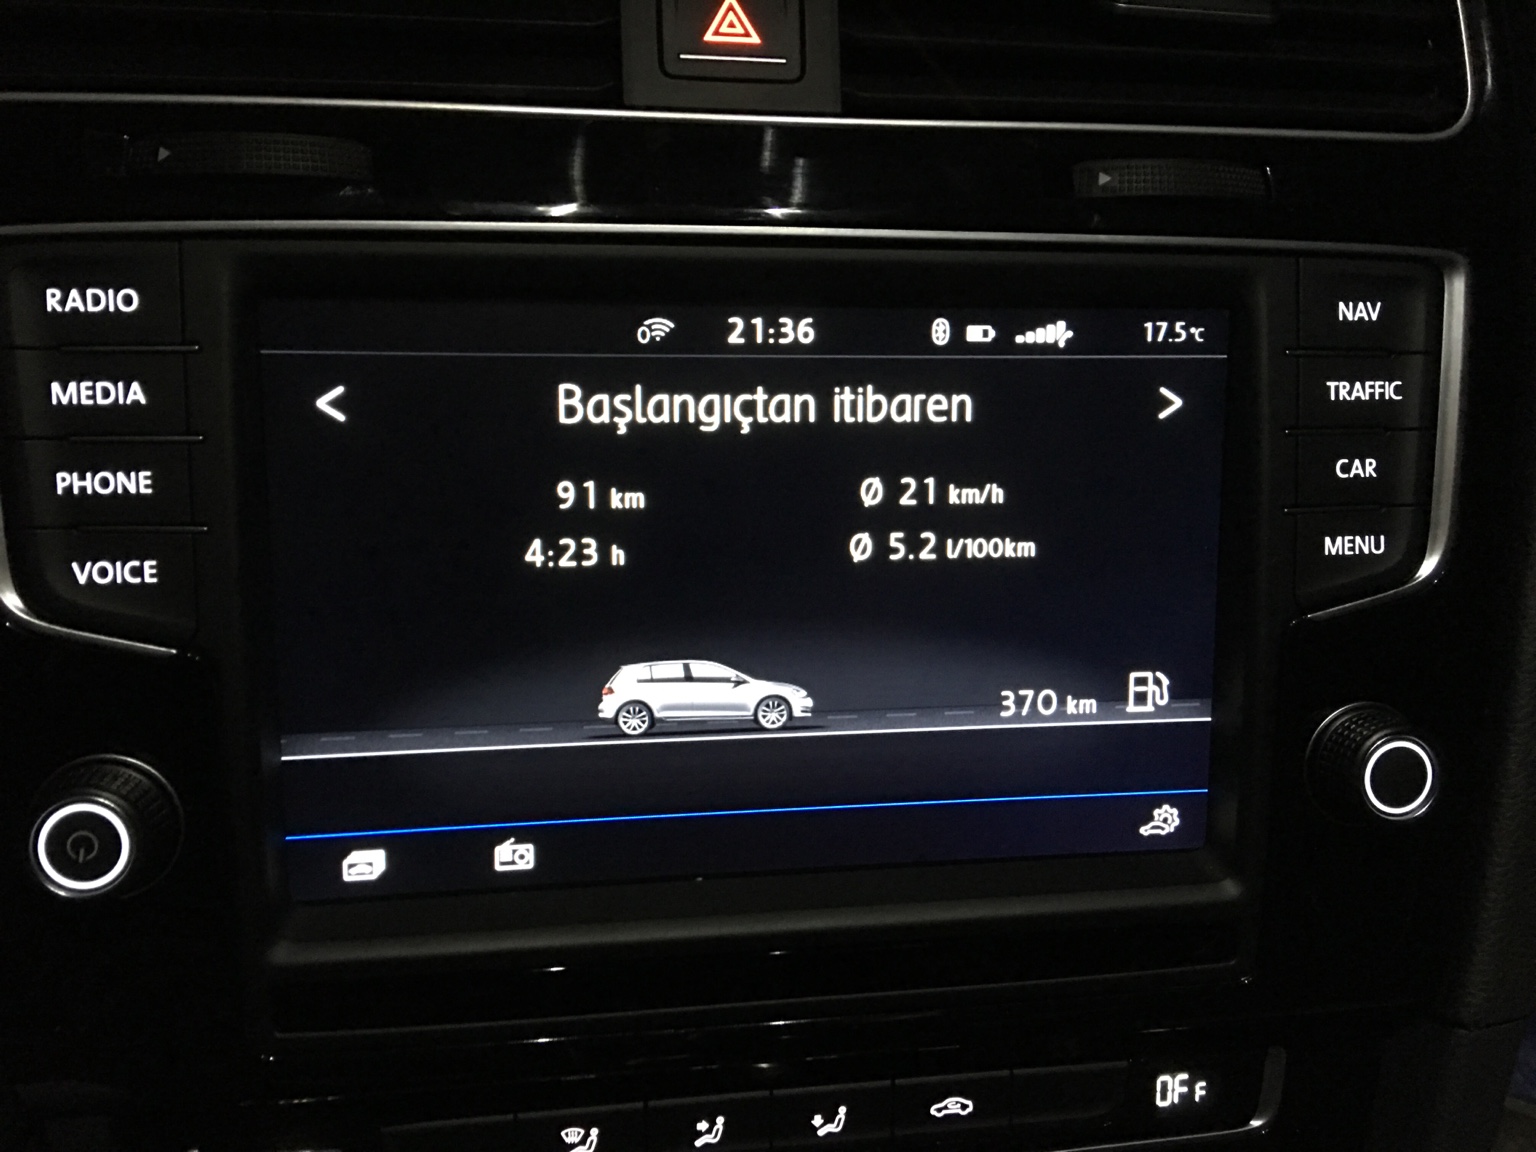 RADIO
MEDIA
PHONE
VOICE
0 21:36 17.5°C
< Başlangıçtan itibaren >
91 km Ø 21 km/h
4:23 h Ø 5.2 l/100km
370 km
NAV
TRAFFIC
CAR
MENU
OFF